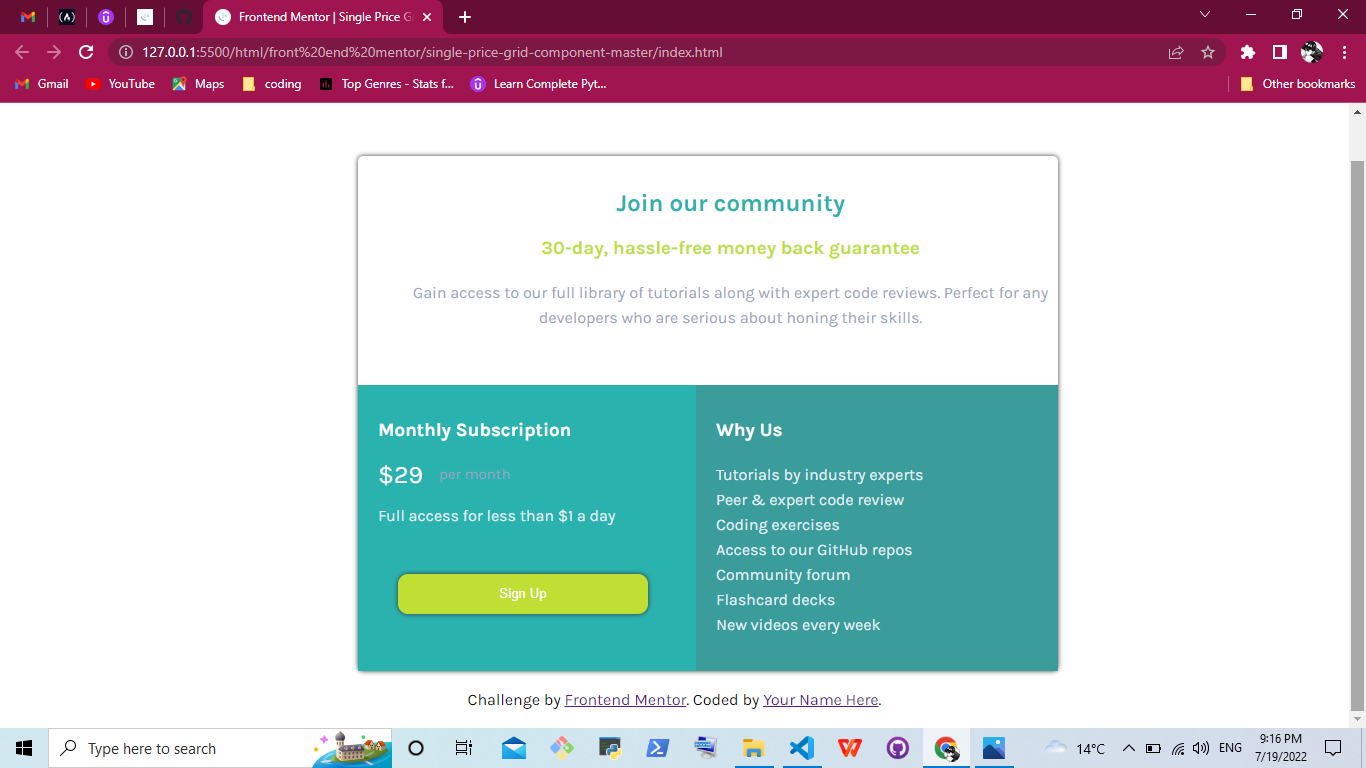 Frontend Mentor | Single Price G
127.0.0.1:5500/html/front%20end%20mentor/single-price-grid-component-master/index.html
Gmail YouTube Maps coding Top Genres - Stats f... Learn Complete Pyt... Other bookmarks
Join our community
30-day, hassle-free money back guarantee
Gain access to our full library of tutorials along with expert code reviews. Perfect for any
developers who are serious about honing their skills.
Monthly Subscription
$29 per month
Full access for less than $1 a day
Sign Up
Why Us
Tutorials by industry experts
Peer & expert code review
Coding exercises
Access to our GitHub repos
Community forum
Flashcard decks
New videos every week
Challenge by Frontend Mentor. Coded by Your Name Here.
Type here to search
14°C
ENG
9:16 PM
7/19/2022